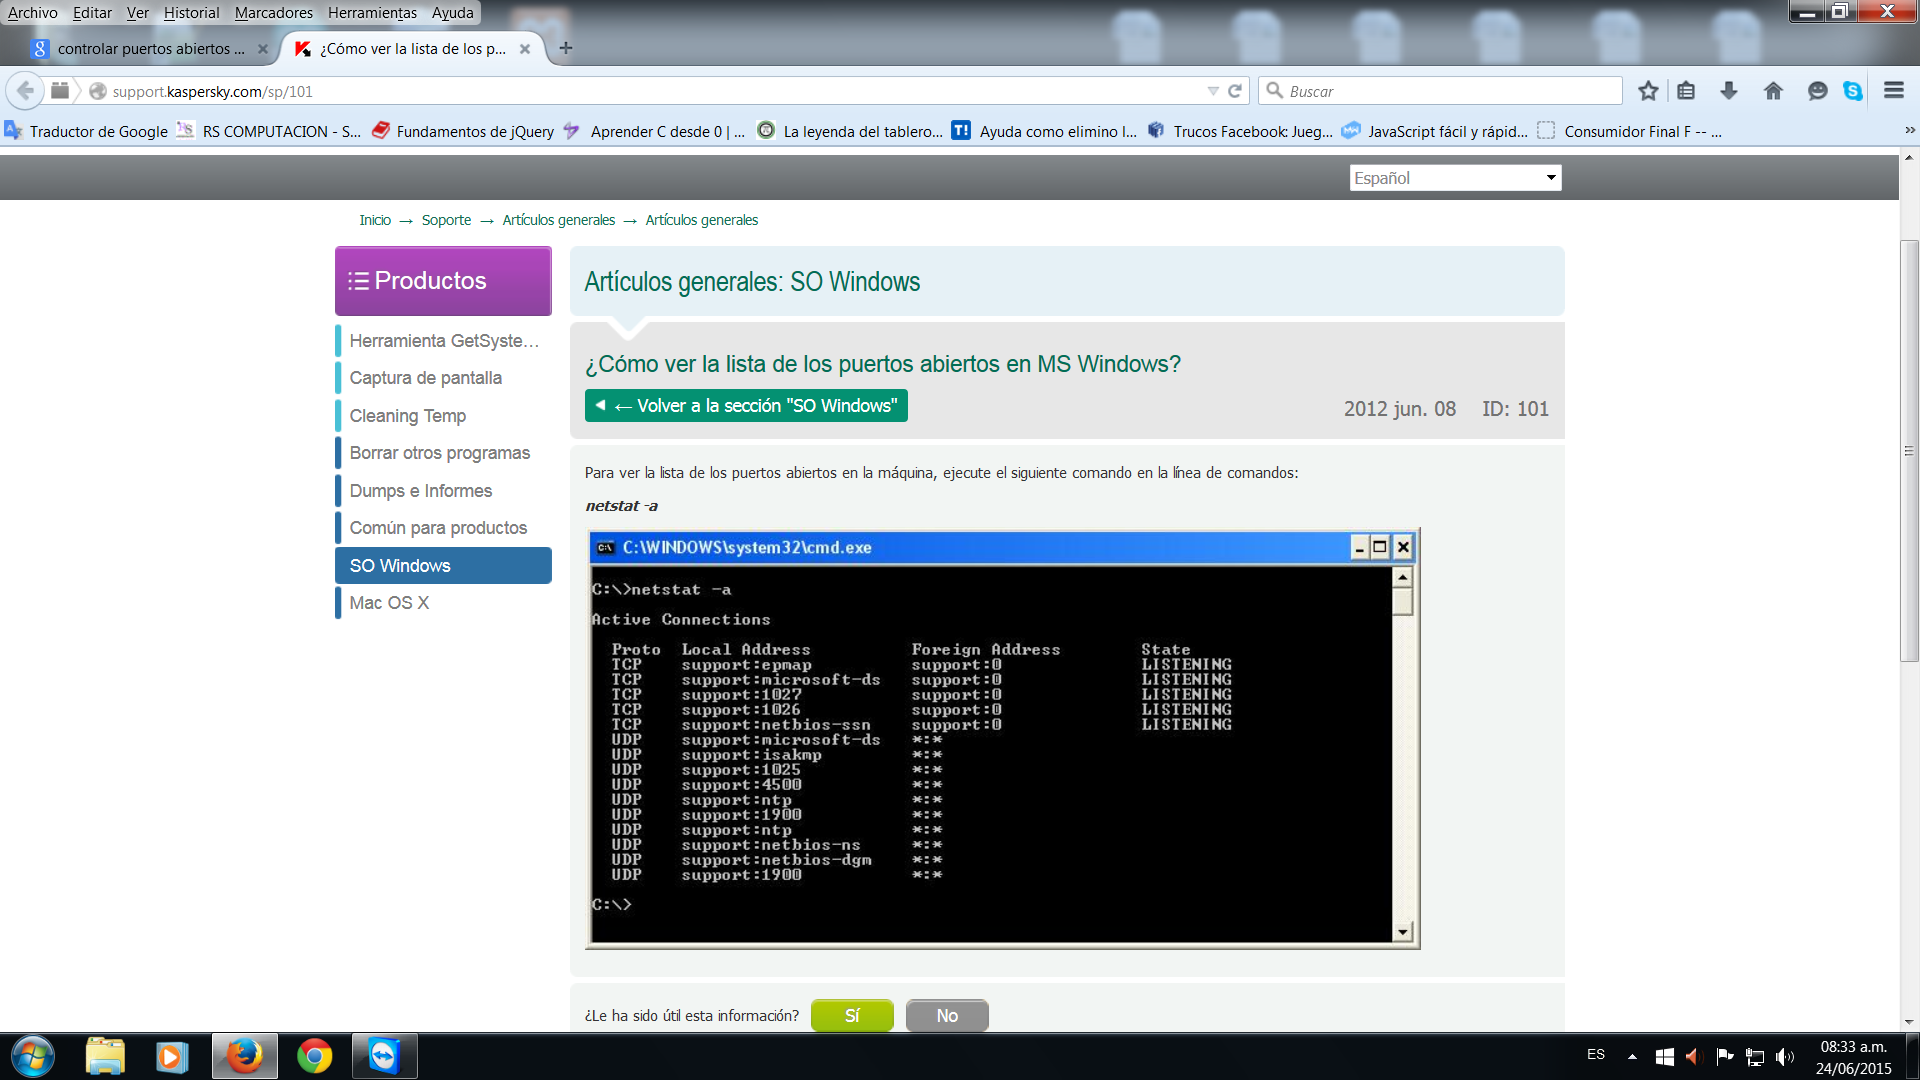 Archivo Editar Ver Historial Marcadores Herramientas Ayuda
controlar puertos abiertos ...
¿Cómo ver la lista de los p...
support.kaspersky.com/sp/101
Buscar
Traductor de Google
RS COMPUTACION - S...
Fundamentos de jQuery
Aprender C desde 0 | ...
La leyenda del tablero...
Ayuda como elimino l...
Trucos Facebook: Jueg...
JavaScript fácil y rápid...
Consumidor Final F -- ...
Español
Inicio → Soporte → Artículos generales → Artículos generales
Productos
Herramienta GetSyste...
Captura de pantalla
Cleaning Temp
Borrar otros programas
Dumps e Informes
Común para productos
SO Windows
Mac OS X
Artículos generales: SO Windows
¿Cómo ver la lista de los puertos abiertos en MS Windows?
← Volver a la sección "SO Windows"
2012 jun. 08 ID: 101
Para ver la lista de los puertos abiertos en la máquina, ejecute el siguiente comando en la línea de comandos:
netstat -a
C:\WINDOWS\system32\cmd.exe
C:\>netstat -a
Active Connections
Proto Local Address Foreign Address State
TCP support:epmap support:0 LISTENING
TCP support:microsoft-ds support:0 LISTENING
TCP support:1027 support:0 LISTENING
TCP support:1026 support:0 LISTENING
TCP support:netbios-ssn support:0 LISTENING
UDP support:microsoft-ds *:*
UDP support:isakmp *:*
UDP support:1025 *:*
UDP support:4500 *:*
UDP support:ntp *:*
UDP support:1900 *:*
UDP support:ntp *:*
UDP support:netbios-ns *:*
UDP support:netbios-dgm *:*
UDP support:1900 *:*
C:\>
¿Le ha sido útil esta información? Sí No
ES
08:33 a.m.
24/06/2015